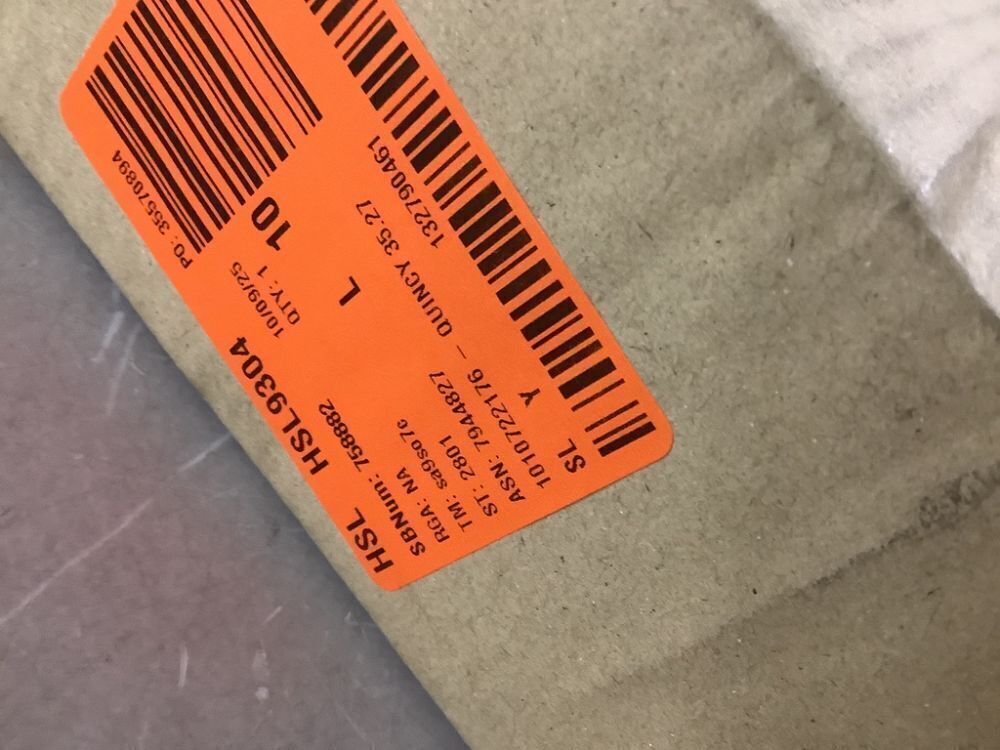 HSL HSL9304
SBNum: 758882 10/09/25 PO: 35570894
RGA: NA QTY: 1 10
TM: sa9so7c
ST: 2801 L
ASN: 7944827
1010722176 – QUINCY 35.27
SL Y 132790461